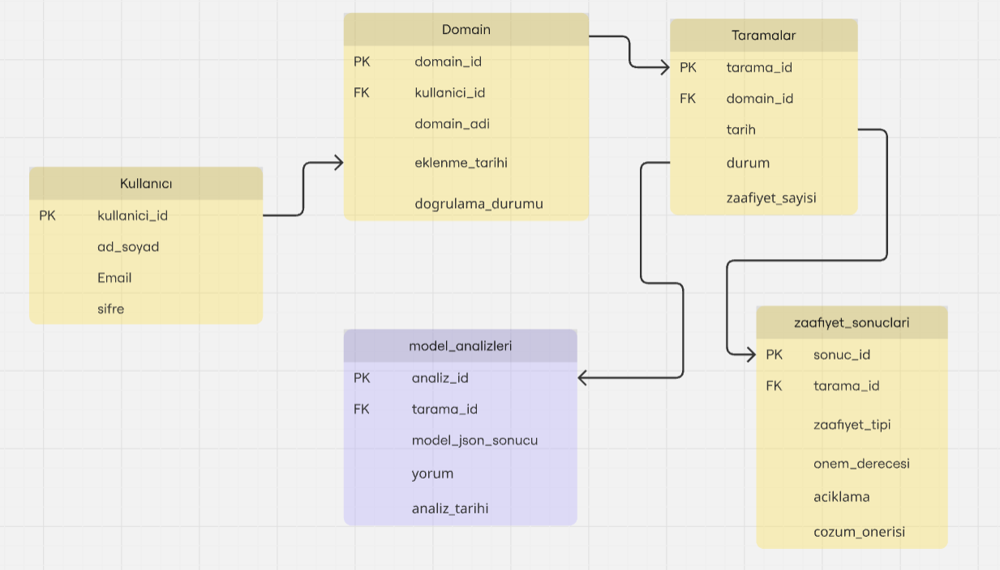 Kullanıcı
PK kullanici_id
ad_soyad
Email
sifre
Domain
PK domain_id
FK kullanici_id
domain_adi
eklenme_tarihi
dogrulama_durumu
Taramalar
PK tarama_id
FK domain_id
tarih
durum
zaafiyet_sayisi
model_analizleri
PK analiz_id
FK tarama_id
model_json_sonucu
yorum
analiz_tarihi
zaafiyet_sonuclari
PK sonuc_id
FK tarama_id
zaafiyet_tipi
onem_derecesi
aciklama
cozum_onerisi